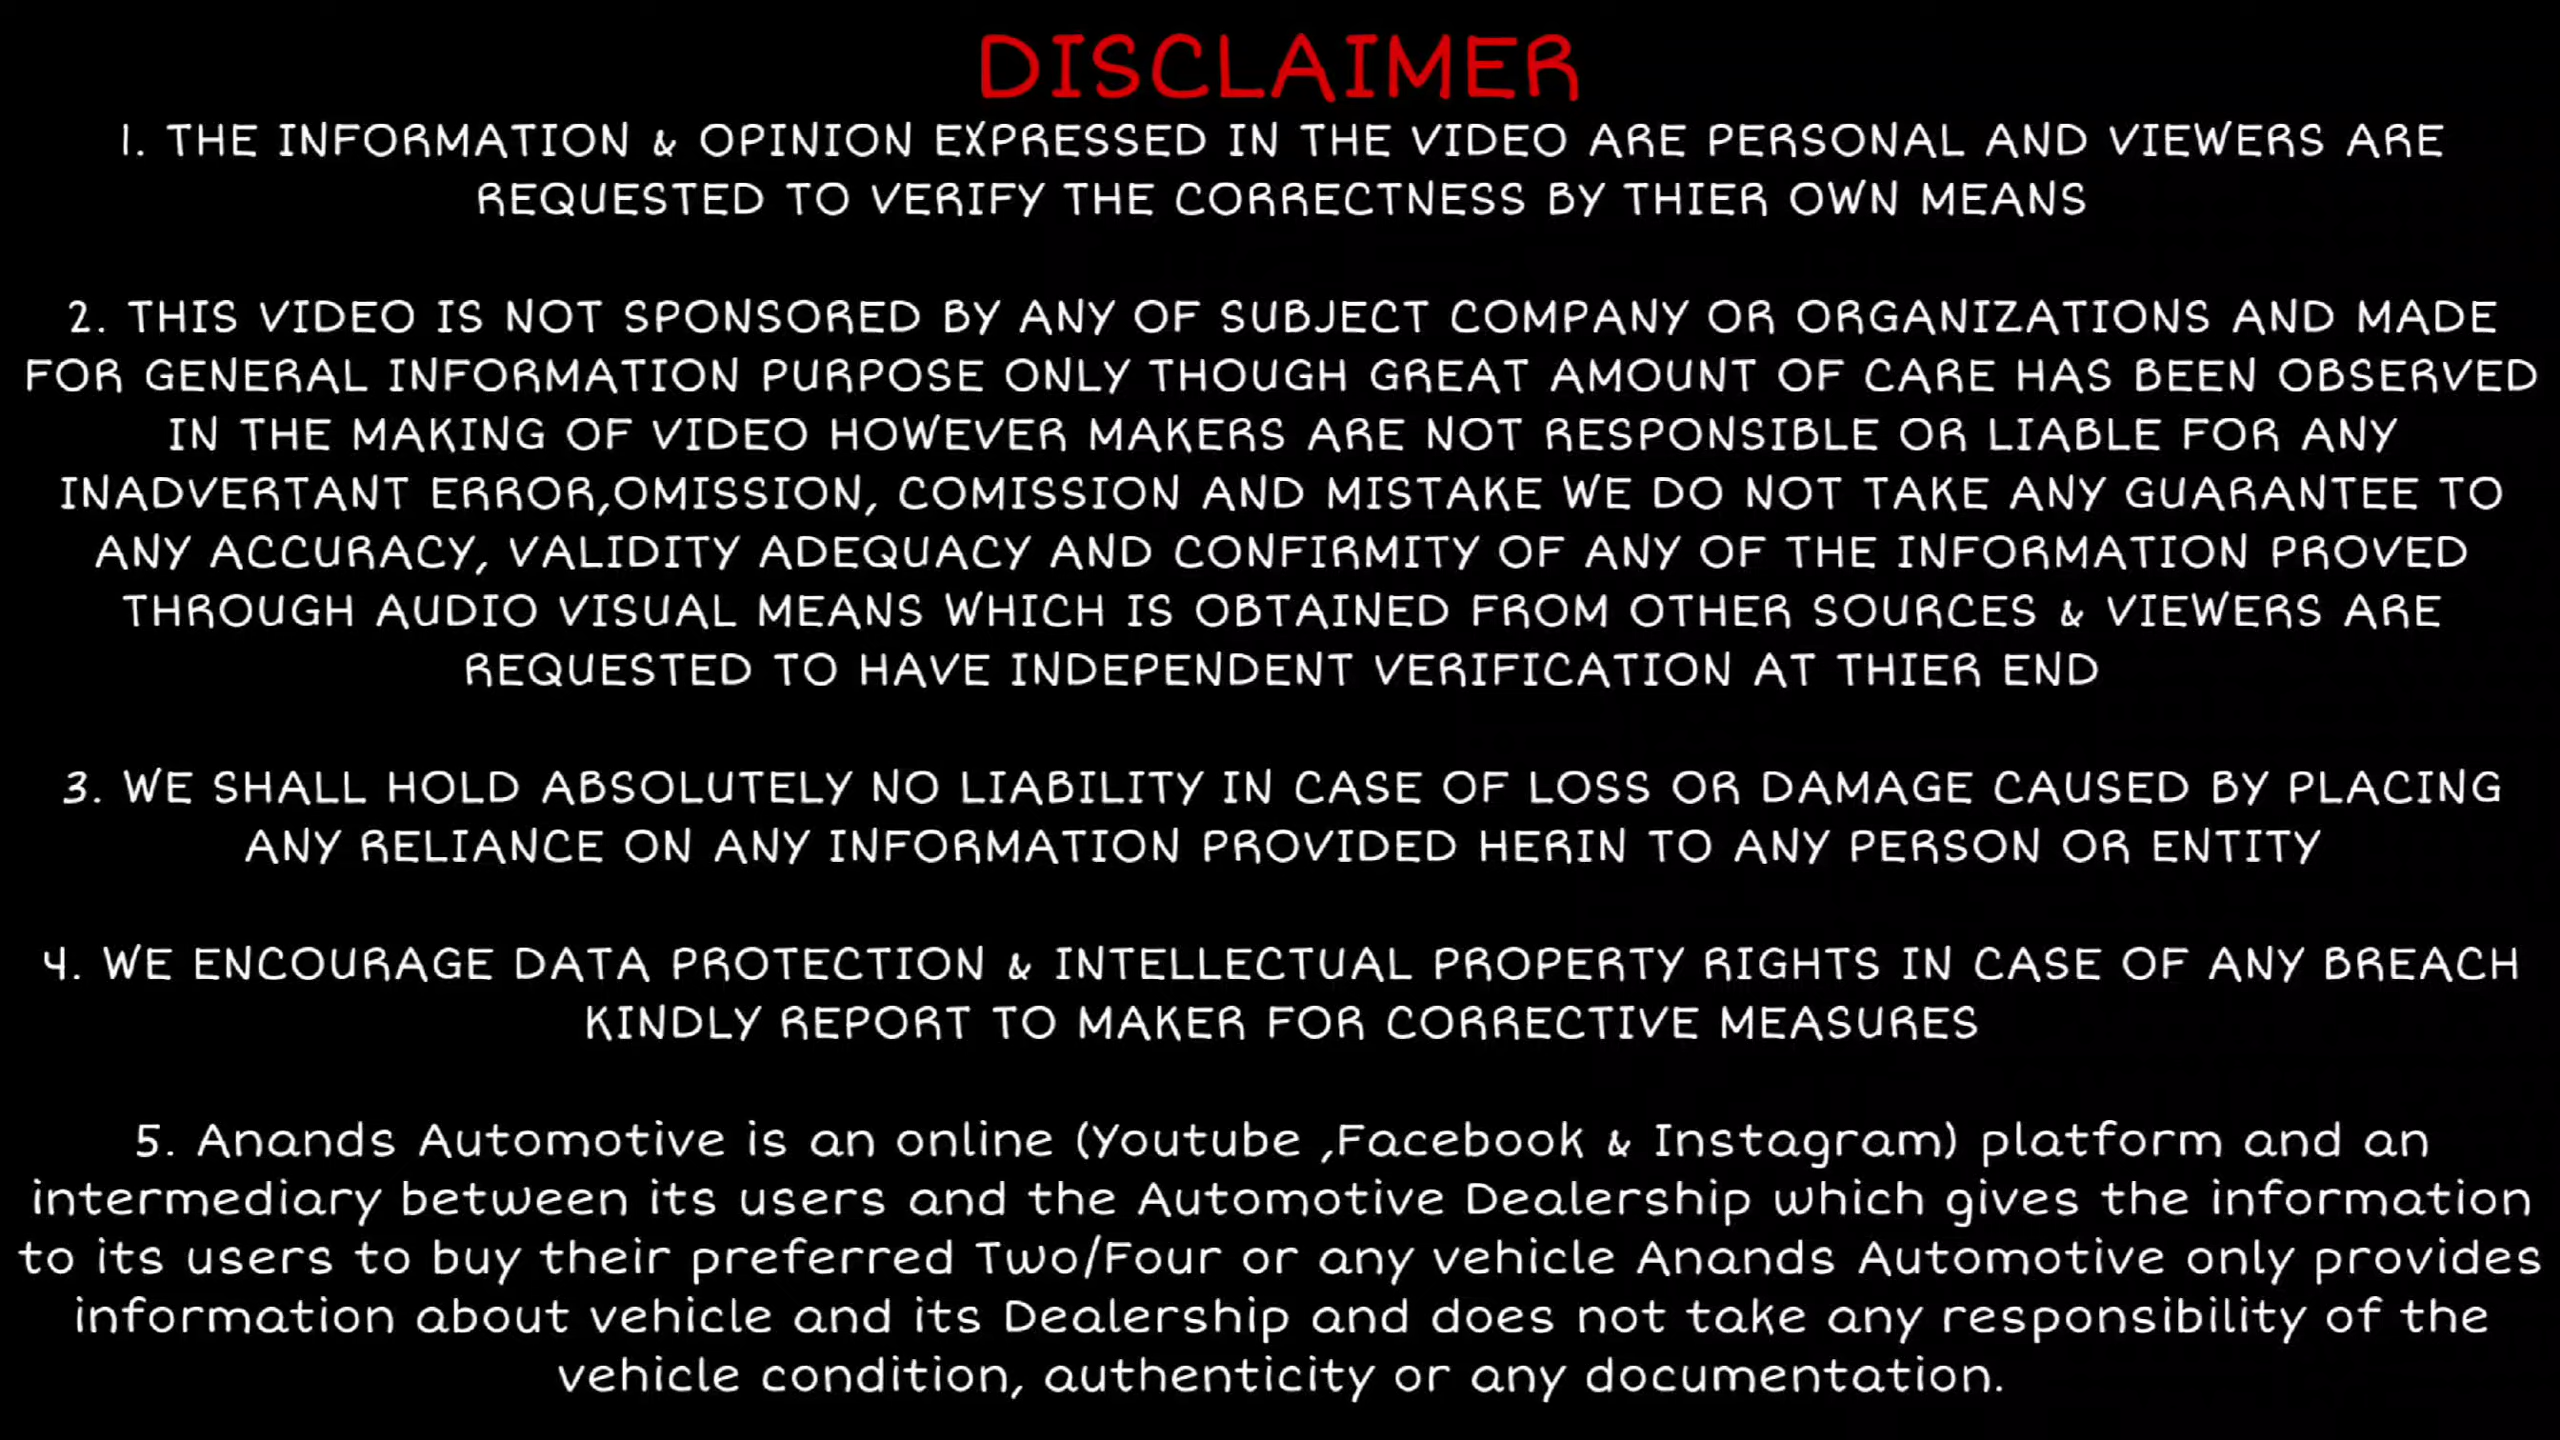 DISCLAIMER
1. THE INFORMATION & OPINION EXPRESSED IN THE VIDEO ARE PERSONAL AND VIEWERS ARE
REQUESTED TO VERIFY THE CORRECTNESS BY THIER OWN MEANS
2. THIS VIDEO IS NOT SPONSORED BY ANY OF SUBJECT COMPANY OR ORGANIZATIONS AND MADE
FOR GENERAL INFORMATION PURPOSE ONLY THOUGH GREAT AMOUNT OF CARE HAS BEEN OBSERVED
IN THE MAKING OF VIDEO HOWEVER MAKERS ARE NOT RESPONSIBLE OR LIABLE FOR ANY
INADVERTANT ERROR,OMISSION, COMISSION AND MISTAKE WE DO NOT TAKE ANY GUARANTEE TO
ANY ACCURACY, VALIDITY ADEQUACY AND CONFIRMITY OF ANY OF THE INFORMATION PROVED
THROUGH AUDIO VISUAL MEANS WHICH IS OBTAINED FROM OTHER SOURCES & VIEWERS ARE
REQUESTED TO HAVE INDEPENDENT VERIFICATION AT THIER END
3. WE SHALL HOLD ABSOLUTELY NO LIABILITY IN CASE OF LOSS OR DAMAGE CAUSED BY PLACING
ANY RELIANCE ON ANY INFORMATION PROVIDED HERIN TO ANY PERSON OR ENTITY
4. WE ENCOURAGE DATA PROTECTION & INTELLECTUAL PROPERTY RIGHTS IN CASE OF ANY BREACH
KINDLY REPORT TO MAKER FOR CORRECTIVE MEASURES
5. Anands Automotive is an online (Youtube ,Facebook & Instagram) platform and an
intermediary between its users and the Automotive Dealership which gives the information
to its users to buy their preferred Two/Four or any vehicle Anands Automotive only provides
information about vehicle and its Dealership and does not take any responsibility of the
vehicle condition, authenticity or any documentation.